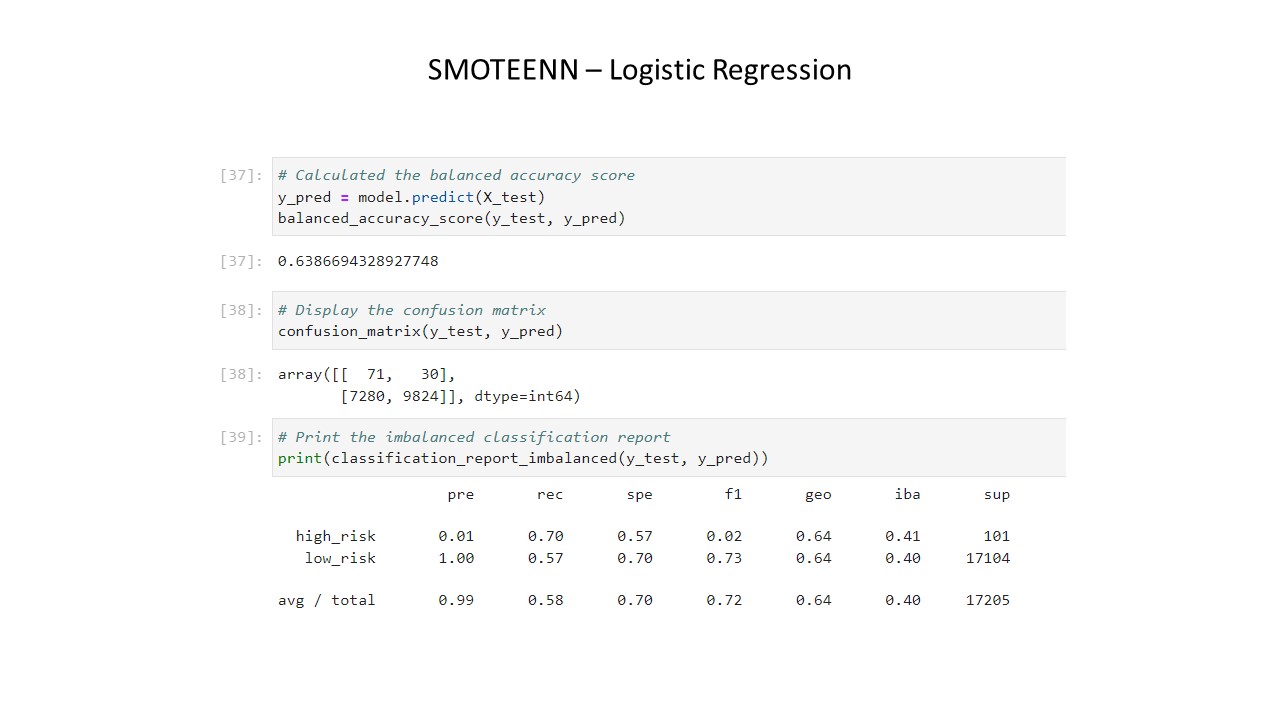 SMOTEENN – Logistic Regression
[37]: # Calculated the balanced accuracy score
y_pred = model.predict(X_test)
balanced_accuracy_score(y_test, y_pred)
[37]: 0.6386694328927748
[38]: # Display the confusion matrix
confusion_matrix(y_test, y_pred)
[38]: array([[  71,   30],
       [7280, 9824]], dtype=int64)
[39]: # Print the imbalanced classification report
print(classification_report_imbalanced(y_test, y_pred))
pre rec spe f1 geo iba sup
high_risk 0.01 0.70 0.57 0.02 0.64 0.41 101
low_risk 1.00 0.57 0.70 0.73 0.64 0.40 17104
avg / total 0.99 0.58 0.70 0.72 0.64 0.40 17205